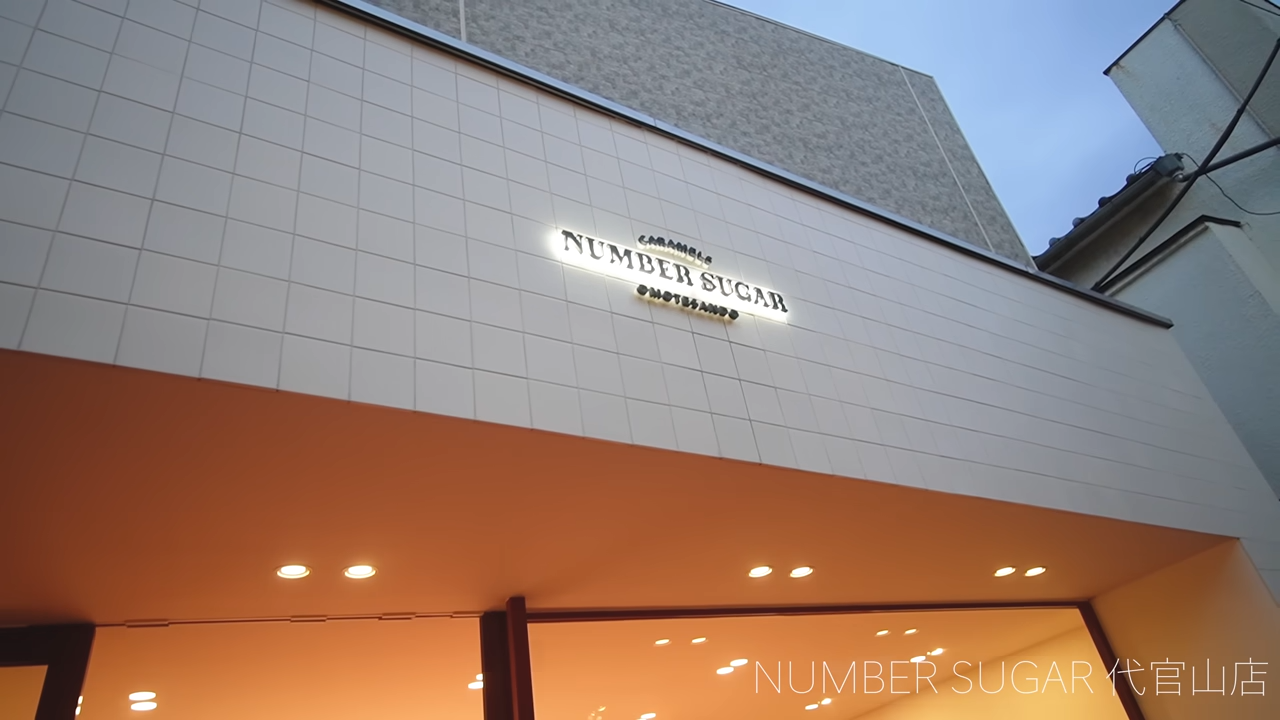 CARAMELS
NUMBER SUGAR
OMOTESANDO
NUMBER SUGAR 代官山店